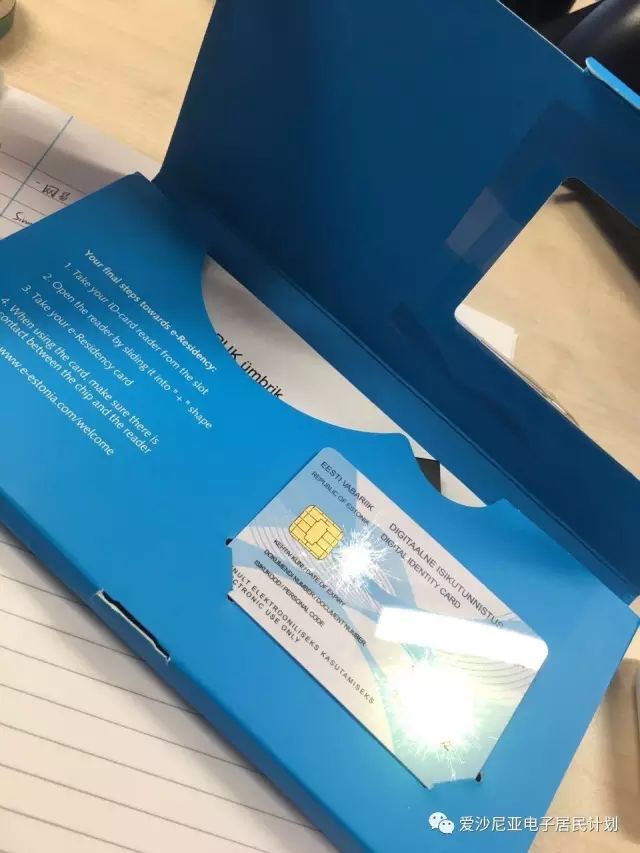 网易
Your final steps towards e-Residency:
1. Take your ID-card reader from the slot
2. Open the reader by sliding it into "+" shape
3. Take your e-Residency card
4. When using the card, make sure there is
contact between the chip and the reader
www.e-estonia.com/welcome
PUK ümbrik
EESTI VABARIIK
REPUBLIC OF ESTONIA
DIGITAALNE ISIKUTUNNISTUS
DIGITAL IDENTITY CARD
KEHTIV KUNI / DATE OF EXPIRY
DOKUMENDI NUMBER / DOCUMENT NUMBER
ISIKUKOOD / PERSONAL CODE
AINULT ELEKTROONILISEKS KASUTAMISEKS
ELECTRONIC USE ONLY
爱沙尼亚电子居民计划